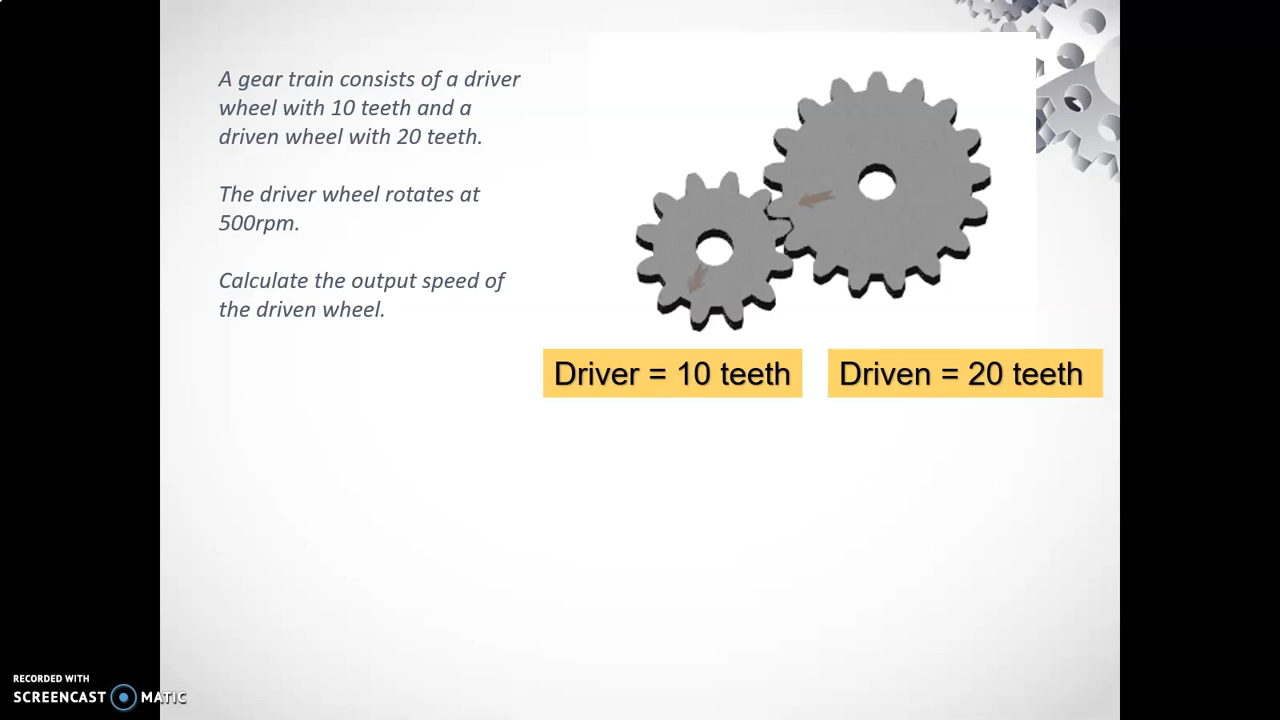 A gear train consists of a driver
wheel with 10 teeth and a
driven wheel with 20 teeth.
The driver wheel rotates at
500rpm.
Calculate the output speed of
the driven wheel.
Driver = 10 teeth
Driven = 20 teeth
RECORDED WITH
SCREENCAST MATIC